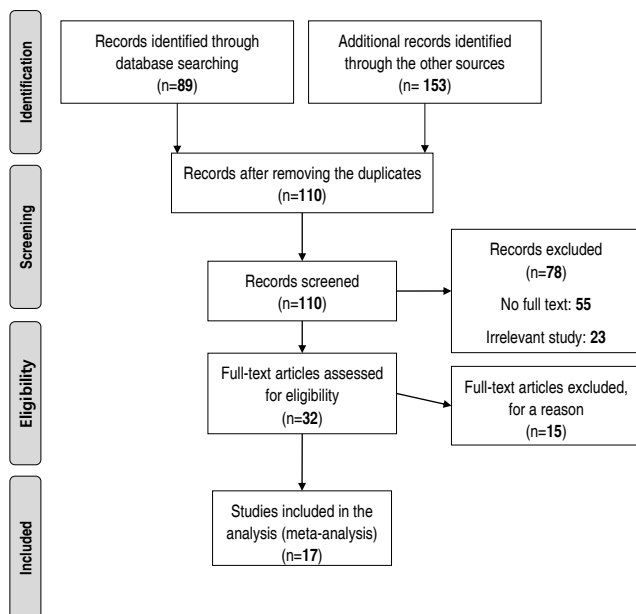 Identification
Records identified through
database searching
(n=89)
Additional records identified
through the other sources
(n= 153)
Screening
Records after removing the duplicates
(n=110)
Records screened
(n=110)
Records excluded
(n=78)
No full text: 55
Irrelevant study: 23
Eligibility
Full-text articles assessed
for eligibility
(n=32)
Full-text articles excluded,
for a reason
(n=15)
Included
Studies included in the
analysis (meta-analysis)
(n=17)